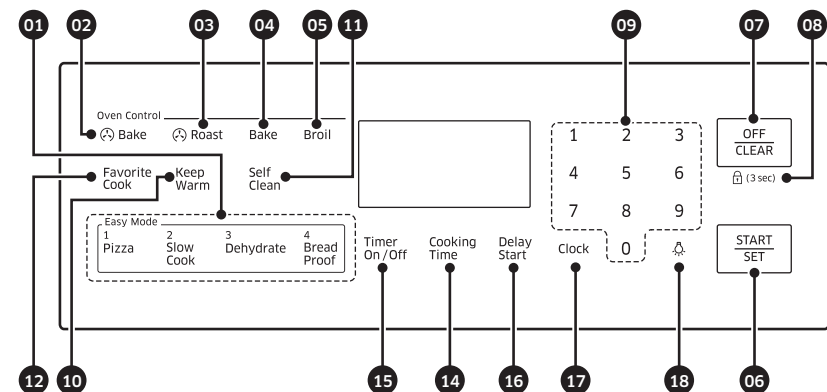 01 02 03 04 05 11 09 07 08
Oven Control
Bake Roast Bake Broil
Favorite Cook
Keep Warm
Self Clean
Easy Mode
1 Pizza
2 Slow Cook
3 Dehydrate
4 Bread Proof
Timer On/Off
Cooking Time
Delay Start
Clock
1 2 3
4 5 6
7 8 9
0
OFF
CLEAR
(3 sec)
START
SET
12 10 15 14 16 17 18 06